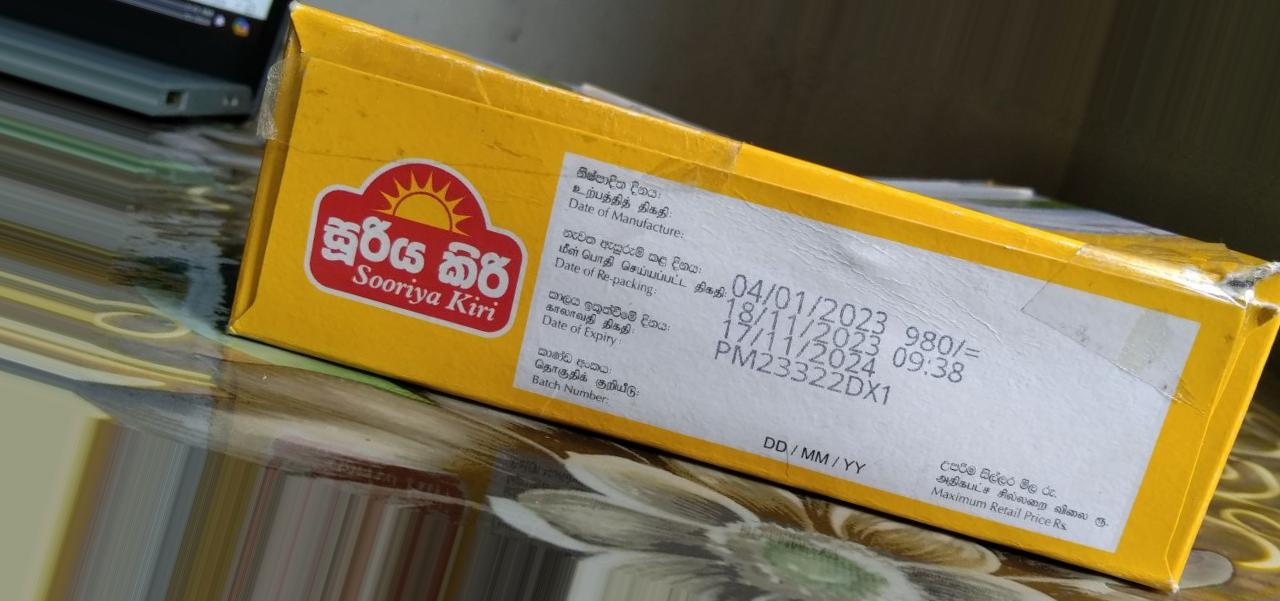 සූරිය කිරි
Sooriya Kiri
නිෂ්පාදිත දිනය:
உற்பத்தித் திகதி:
Date of Manufacture:
නැවත ඇසුරුම් කළ දිනය:
மீள் பொதி செய்யப்பட்ட திகதி:
Date of Re-packing:
කාලය ඉකුත්වීමේ දිනය:
காலாவதி திகதி:
Date of Expiry:
කාණ්ඩ අංකය:
தொகுதிக் குறியீடு:
Batch Number:
04/01/2023 980/=
18/11/2023 09:38
17/11/2024
PM23322DX1
DD / MM / YY
උපරිම සිල්ලර මිල රු.
அதிகபட்ச சில்லறை விலை ரூ.
Maximum Retail Price Rs.